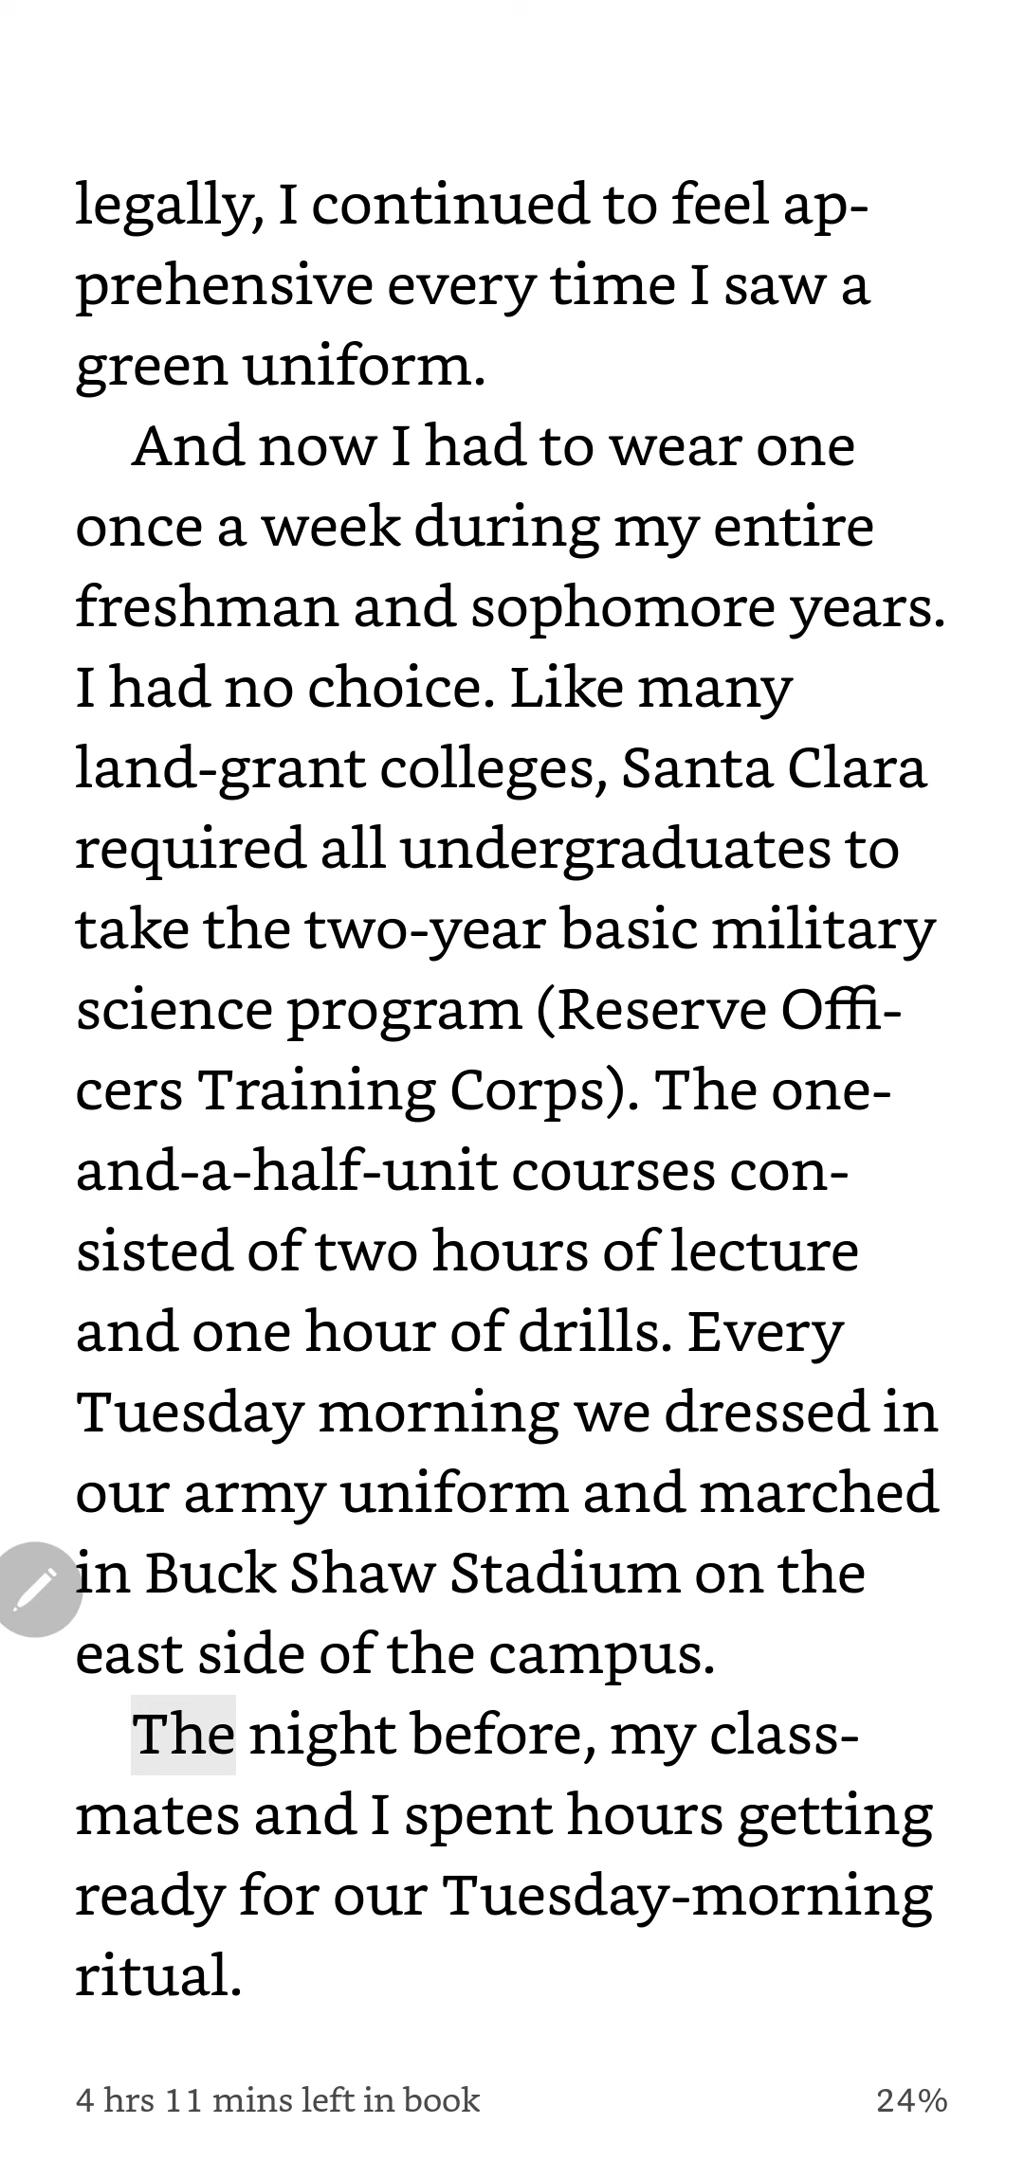 legally, I continued to feel ap-
prehensive every time I saw a
green uniform.
And now I had to wear one
once a week during my entire
freshman and sophomore years.
I had no choice. Like many
land-grant colleges, Santa Clara
required all undergraduates to
take the two-year basic military
science program (Reserve Offi-
cers Training Corps). The one-
and-a-half-unit courses con-
sisted of two hours of lecture
and one hour of drills. Every
Tuesday morning we dressed in
our army uniform and marched
in Buck Shaw Stadium on the
east side of the campus.
The night before, my class-
mates and I spent hours getting
ready for our Tuesday-morning
ritual.
4 hrs 11 mins left in book 24%